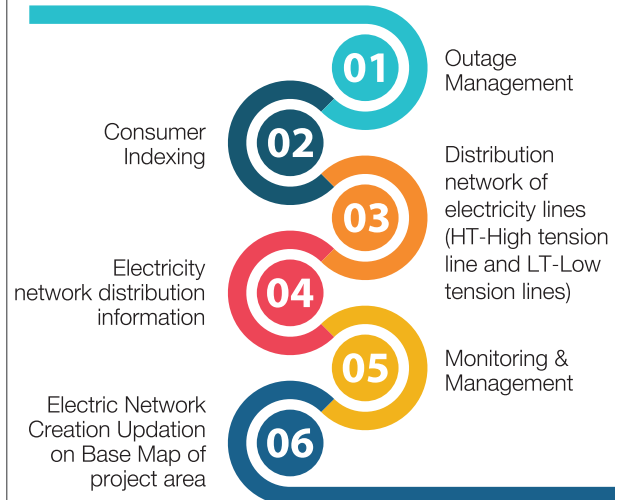 01
Outage
Management
02
Consumer
Indexing
03
Distribution
network of
electricity lines
(HT-High tension
line and LT-Low
tension lines)
04
Electricity
network distribution
information
05
Monitoring &
Management
06
Electric Network
Creation Updation
on Base Map of
project area